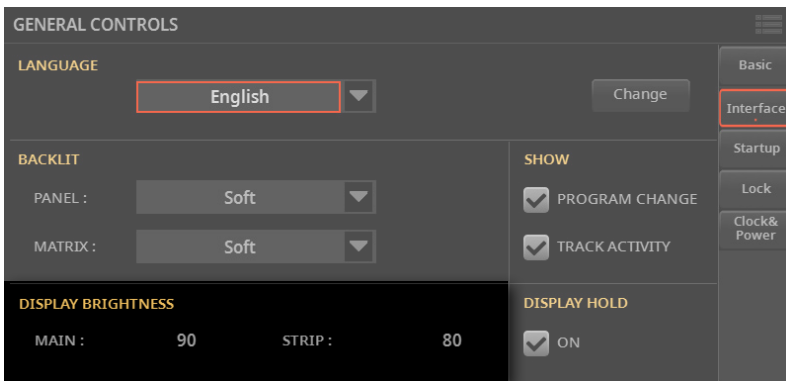 GENERAL CONTROLS
LANGUAGE
English
Change
BACKLIT
PANEL :
Soft
MATRIX :
Soft
SHOW
PROGRAM CHANGE
TRACK ACTIVITY
DISPLAY BRIGHTNESS
MAIN : 90 STRIP : 80
DISPLAY HOLD
ON
Basic
Interface
Startup
Lock
Clock&
Power